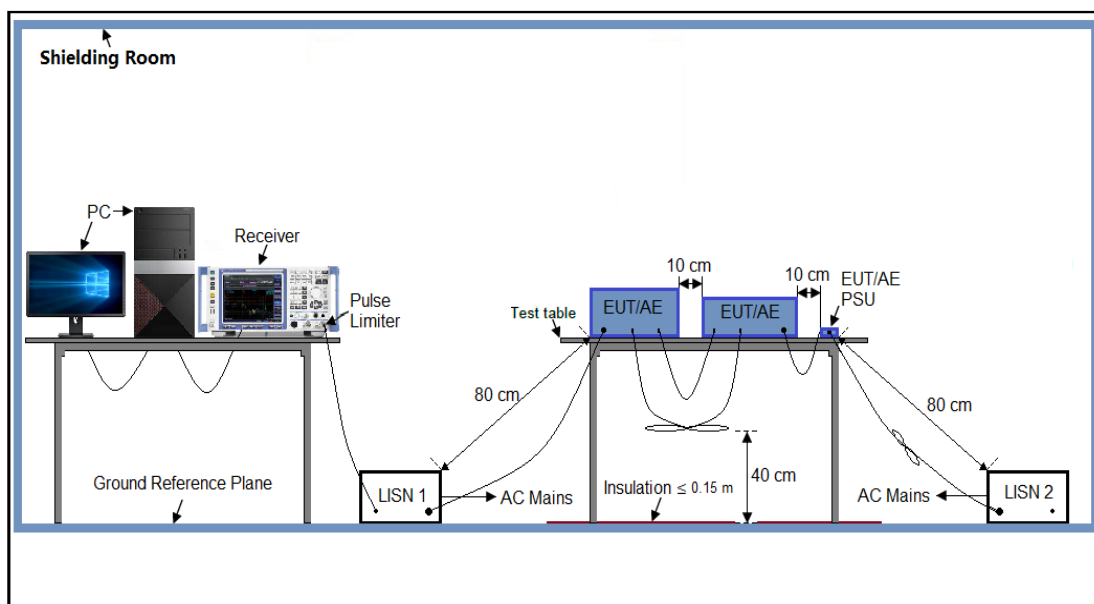 Shielding Room
PC
Receiver
Pulse
Limiter
10 cm
10 cm
EUT/AE
PSU
Test table
EUT/AE
EUT/AE
80 cm
80 cm
40 cm
Ground Reference Plane
LISN 1
AC Mains
Insulation ≤ 0.15 m
AC Mains
LISN 2